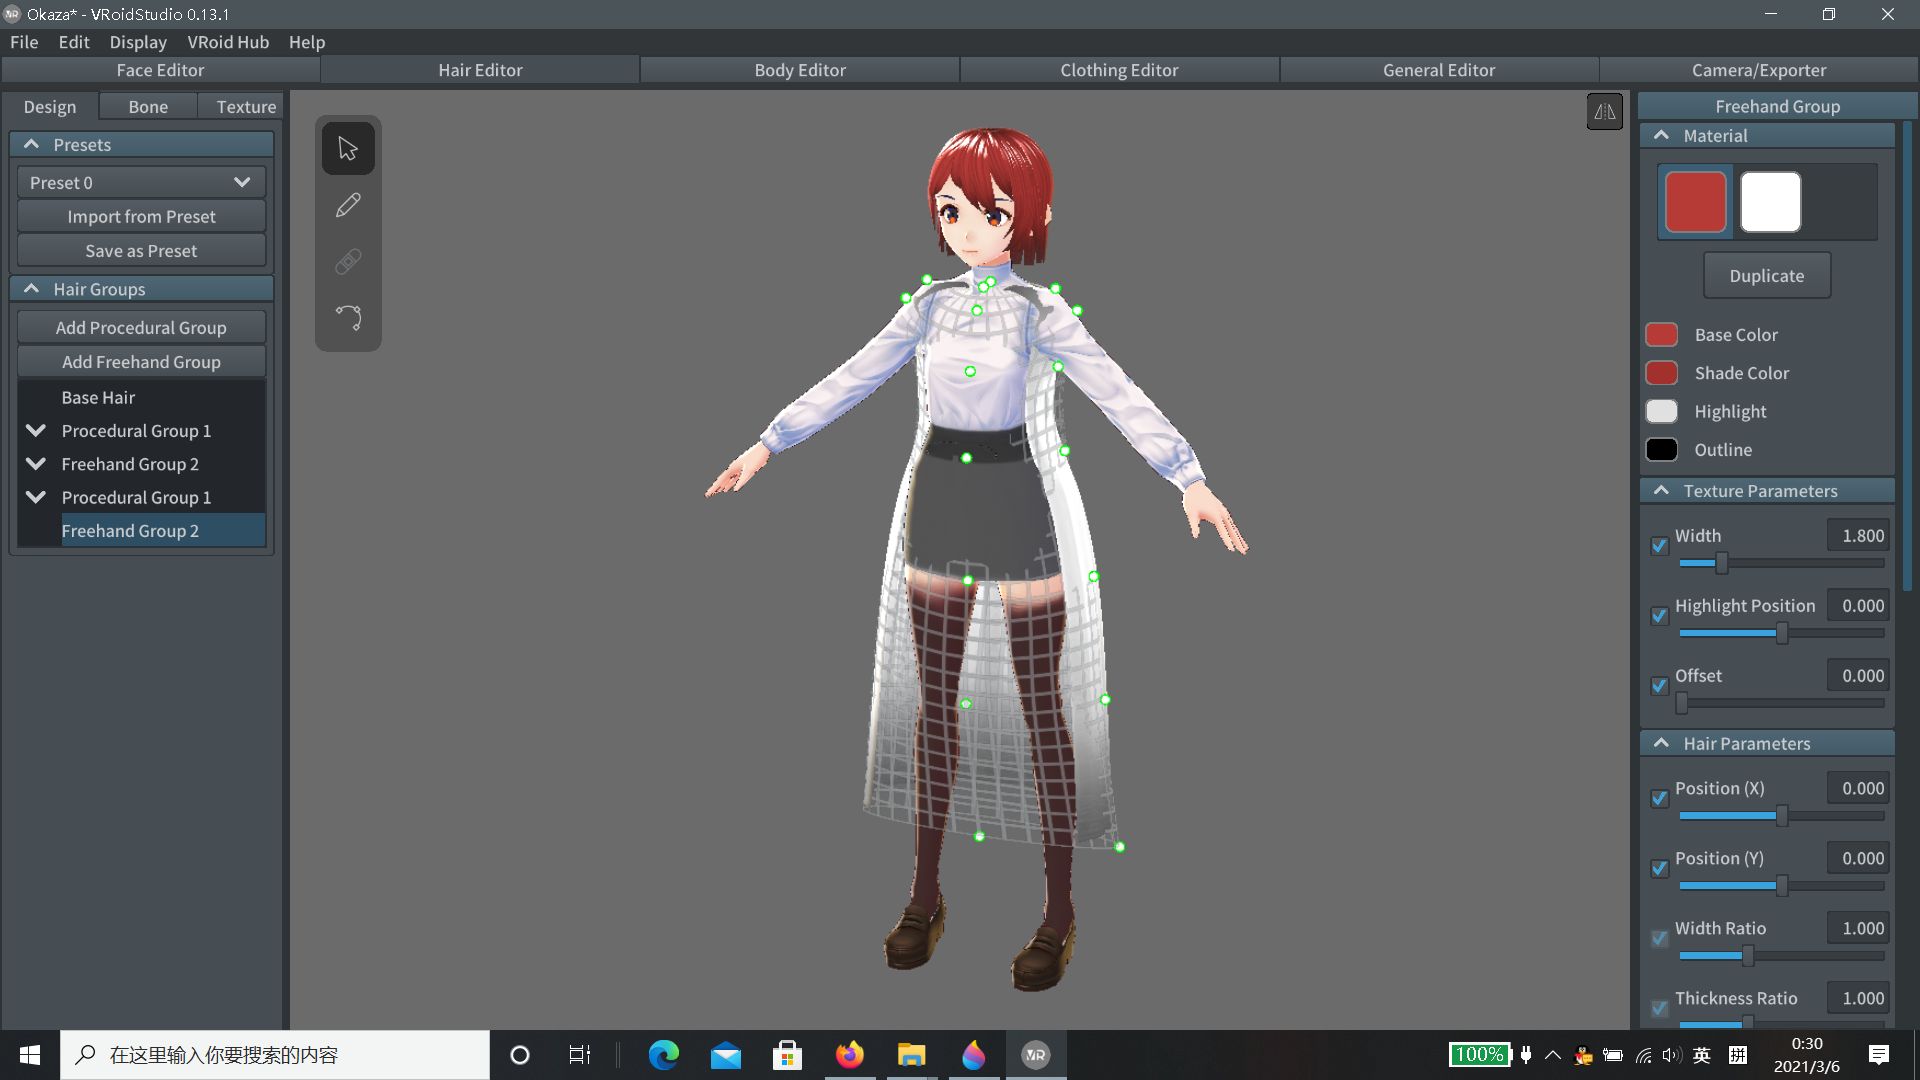 Okaza* - VRoidStudio 0.13.1
File Edit Display VRoid Hub Help
Face Editor Hair Editor Body Editor Clothing Editor General Editor Camera/Exporter
Design Bone Texture
Freehand Group
Presets
Preset 0
Import from Preset
Save as Preset
Hair Groups
Add Procedural Group
Add Freehand Group
Base Hair
Procedural Group 1
Freehand Group 2
Procedural Group 1
Freehand Group 2
Material
Duplicate
Base Color
Shade Color
Highlight
Outline
Texture Parameters
Width 1.800
Highlight Position 0.000
Offset 0.000
Hair Parameters
Position (X) 0.000
Position (Y) 0.000
Width Ratio 1.000
Thickness Ratio 1.000
在这里输入你要搜索的内容
VR
100%
英
拼
0:30
2021/3/6